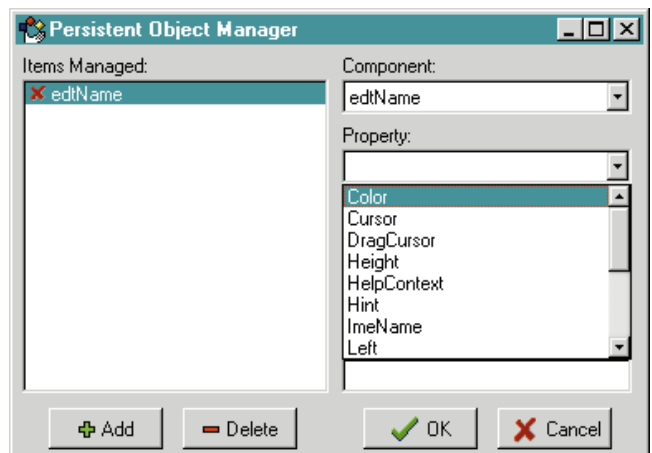 Persistent Object Manager
Items Managed:
edtName
Component:
edtName
Property:
Color
Cursor
DragCursor
Height
HelpContext
Hint
ImeName
Left
Add
Delete
OK
Cancel